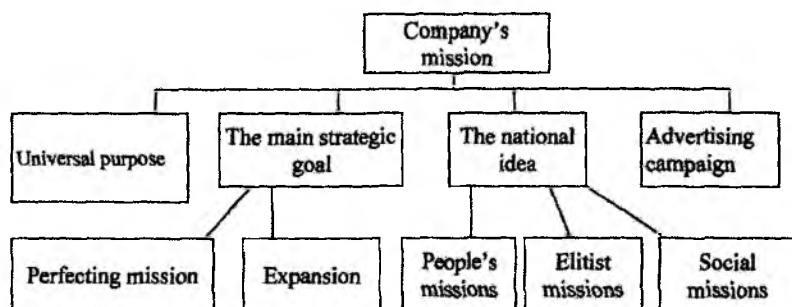 Company's
mission
Universal purpose
The main strategic
goal
The national
idea
Advertising
campaign
Perfecting mission
Expansion
People's
missions
Elitist
missions
Social
missions